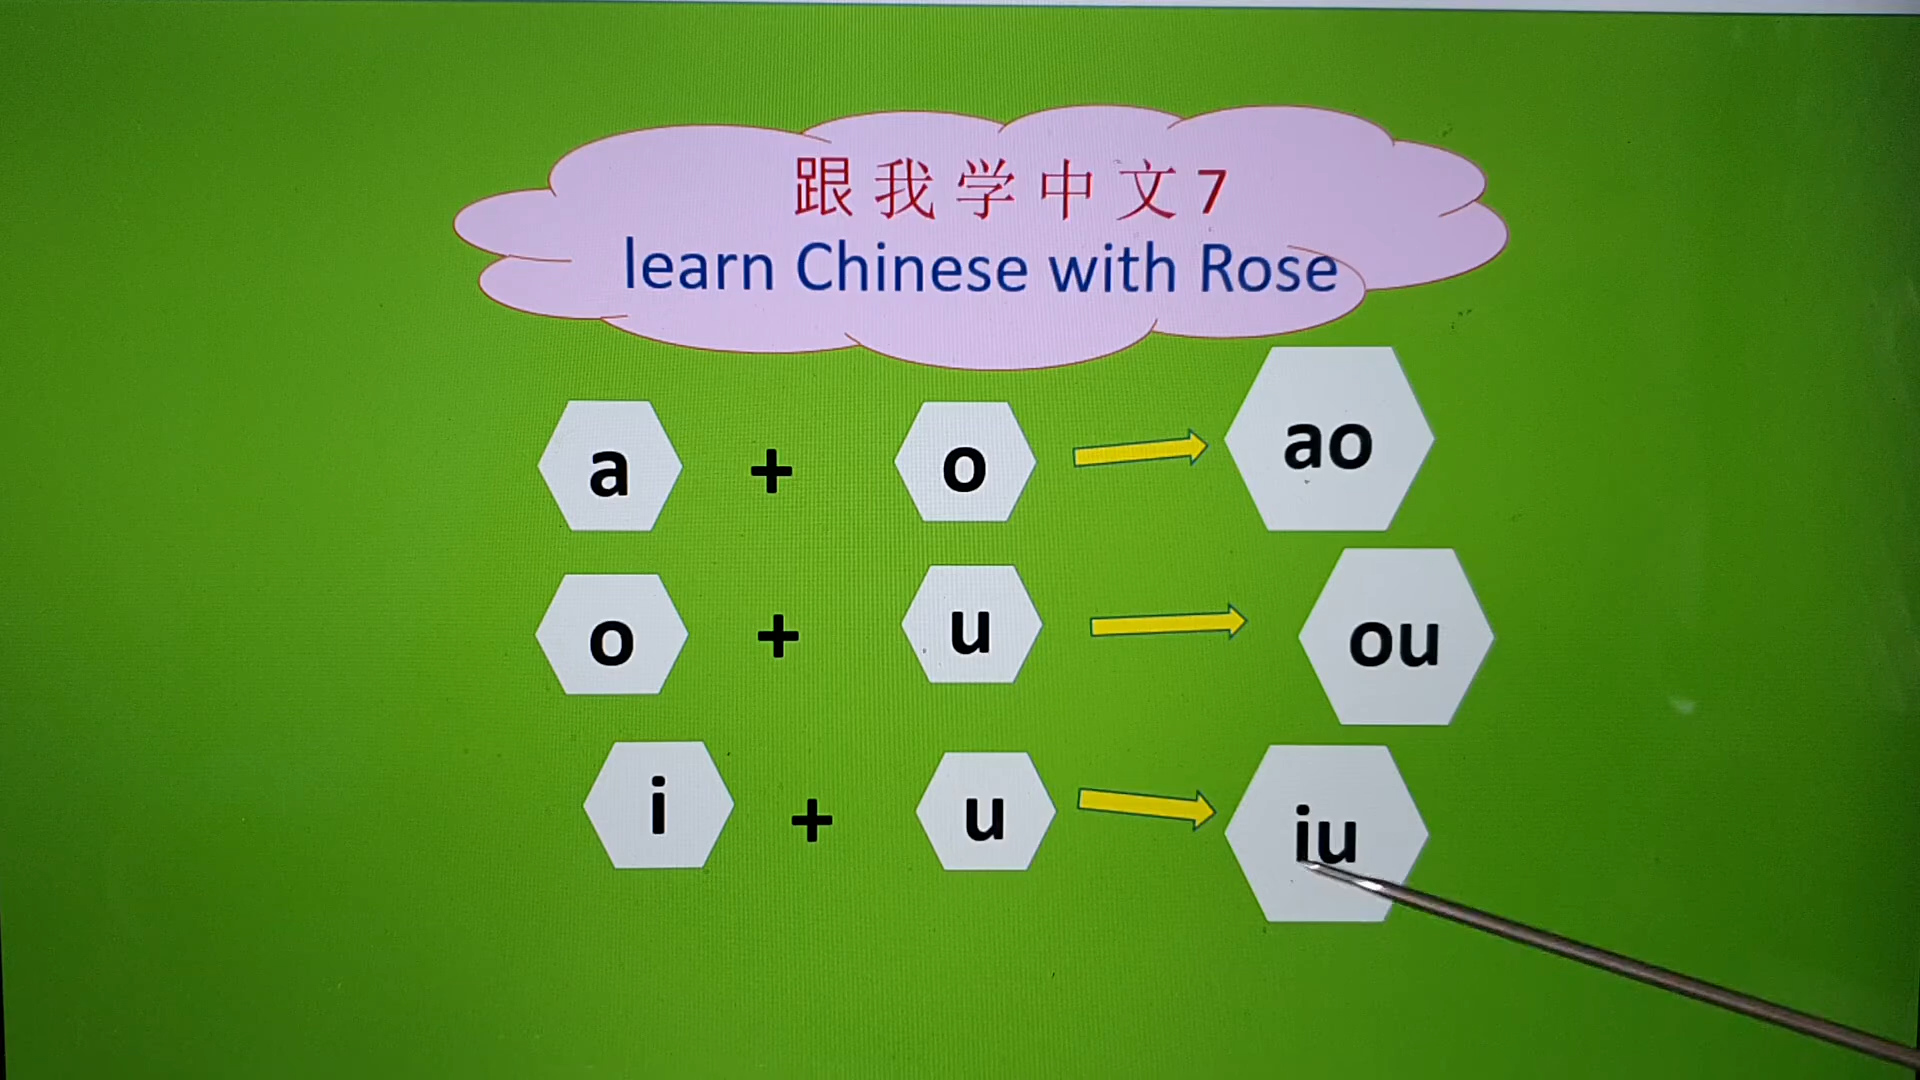 跟我学中文7
learn Chinese with Rose
a + o ao
o + u ou
i + u iu